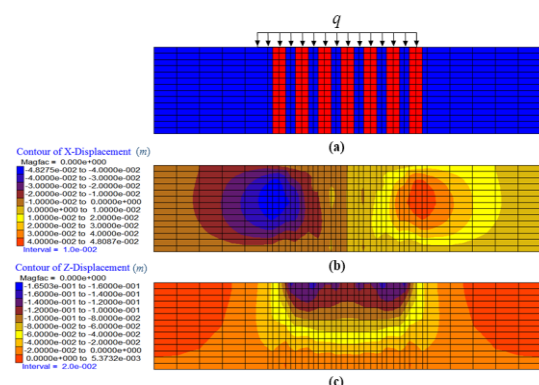 q
(a)
Contour of X-Displacement (m)
Magfac = 0.000e+000
-4.8275e-002 to -4.0000e-002
-4.0000e-002 to -3.0000e-002
-3.0000e-002 to -2.0000e-002
-2.0000e-002 to -1.0000e-002
-1.0000e-002 to 0.0000e+000
0.0000e+000 to 1.0000e-002
1.0000e-002 to 2.0000e-002
2.0000e-002 to 3.0000e-002
3.0000e-002 to 4.0000e-002
4.0000e-002 to 4.8087e-002
Interval = 1.0e-002
(b)
Contour of Z-Displacement (m)
Magfac = 0.000e+000
-1.6503e-001 to -1.6000e-001
-1.6000e-001 to -1.4000e-001
-1.4000e-001 to -1.2000e-001
-1.2000e-001 to -1.0000e-001
-1.0000e-001 to -8.0000e-002
-8.0000e-002 to -6.0000e-002
-6.0000e-002 to -4.0000e-002
-4.0000e-002 to -2.0000e-002
-2.0000e-002 to 0.0000e+000
0.0000e+000 to 5.3732e-003
Interval = 2.0e-002
(c)